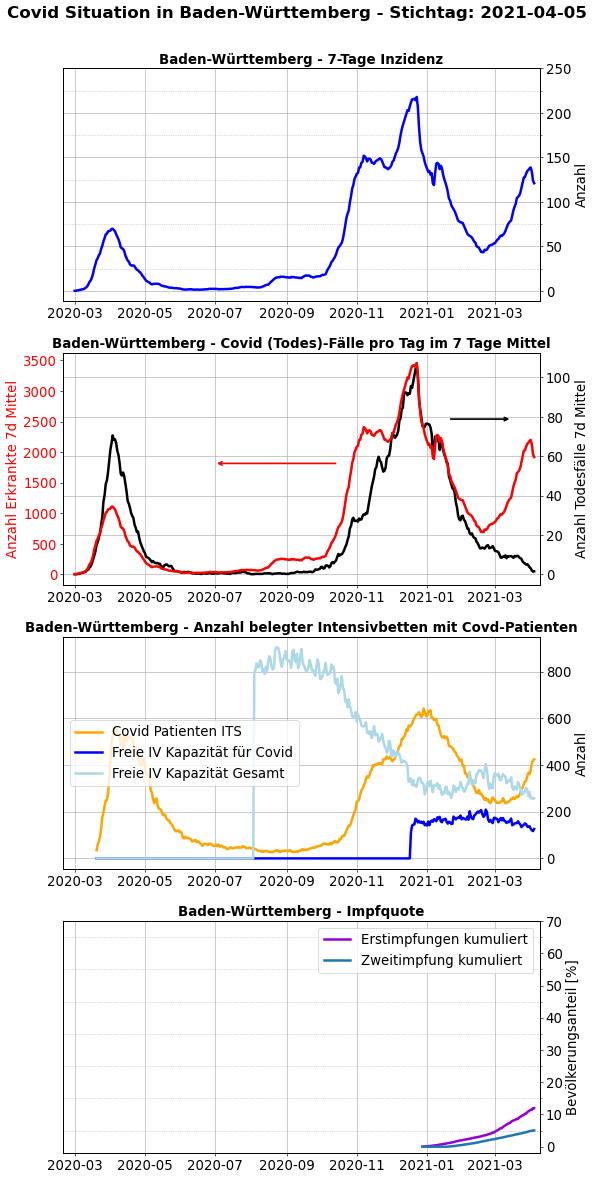 Covid Situation in Baden-Württemberg - Stichtag: 2021-04-05
Baden-Württemberg - 7-Tage Inzidenz
250
200
150
100
50
0
Anzahl
2020-03 2020-05 2020-07 2020-09 2020-11 2021-01 2021-03
Baden-Württemberg - Covid (Todes)-Fälle pro Tag im 7 Tage Mittel
3500
3000
2500
2000
1500
1000
500
0
Anzahl Erkrankte 7d Mittel
100
80
60
40
20
0
Anzahl Todesfälle 7d Mittel
2020-03 2020-05 2020-07 2020-09 2020-11 2021-01 2021-03
Baden-Württemberg - Anzahl belegter Intensivbetten mit Covd-Patienten
Covid Patienten ITS
Freie IV Kapazität für Covid
Freie IV Kapazität Gesamt
800
600
400
200
0
Anzahl
2020-03 2020-05 2020-07 2020-09 2020-11 2021-01 2021-03
Baden-Württemberg - Impfquote
Erstimpfungen kumuliert
Zweitimpfung kumuliert
70
60
50
40
30
20
10
0
Bevölkerungsanteil [%]
2020-03 2020-05 2020-07 2020-09 2020-11 2021-01 2021-03